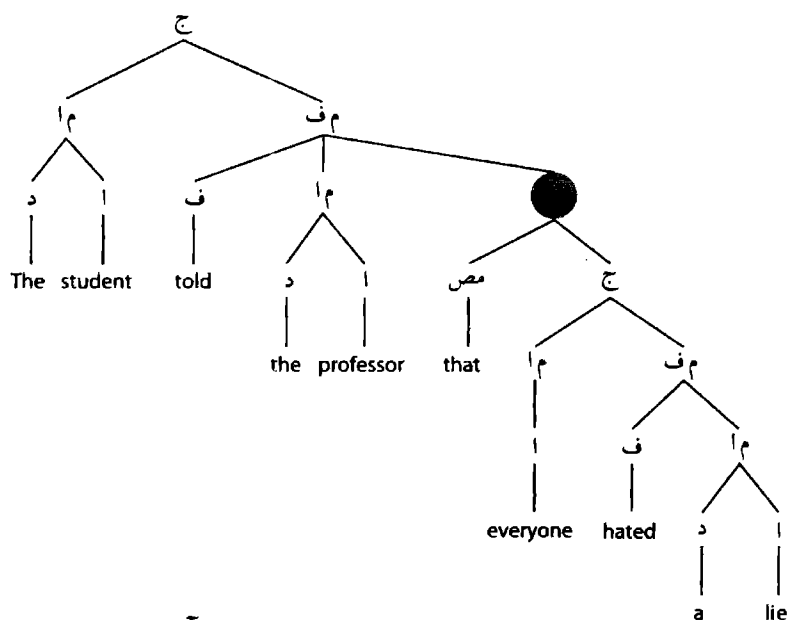 ج
م ا م ف
د ا ف م ا
The student told د ا مص ج
the professor that م ا م ف
ا ف م ا
everyone hated د ا
a lie